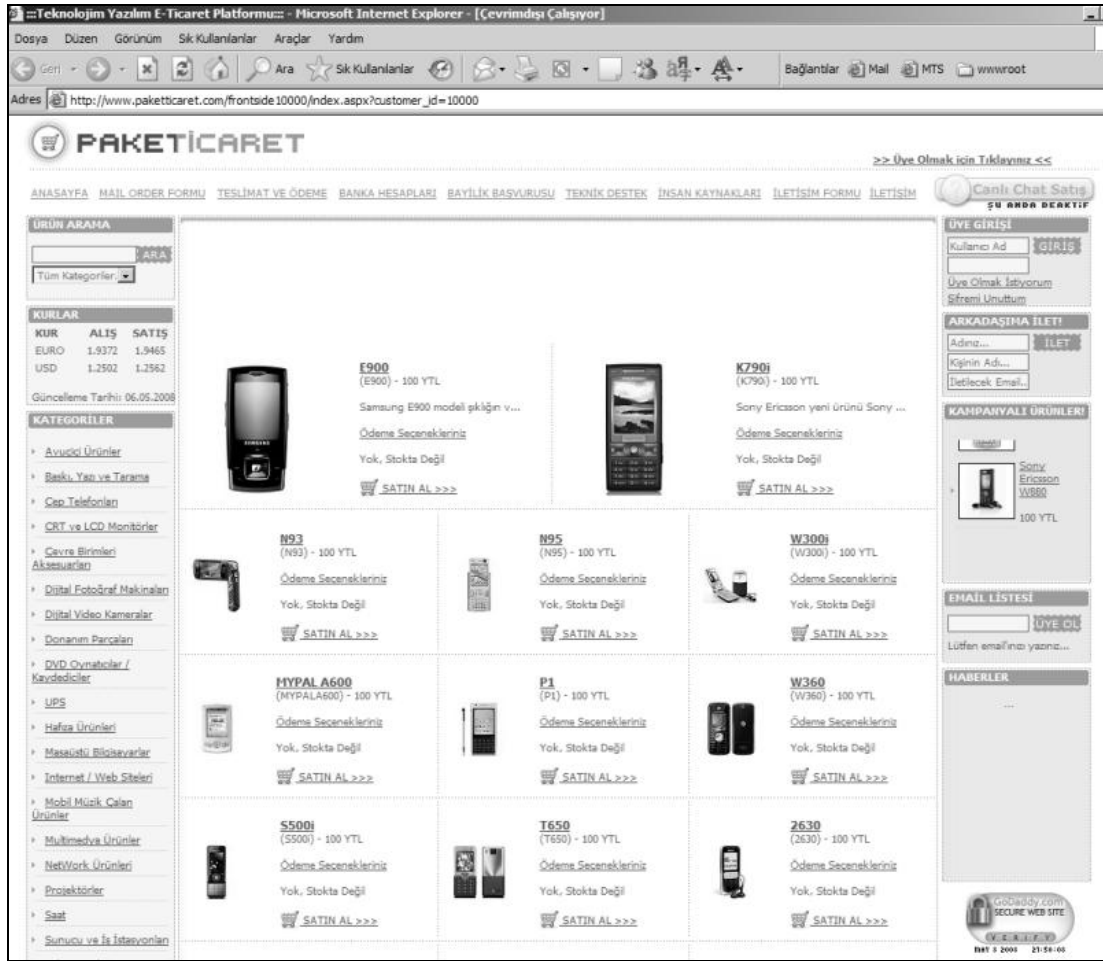 :::Teknolojim Yazılım E-Ticaret Platformu::: - Microsoft Internet Explorer - [Çevrimdışı Çalışıyor]
Dosya Düzen Görünüm Sık Kullanılanlar Araçlar Yardım
Geri Ara Sık Kullanılanlar Bağlantılar Mail MTS wwwroot
Adres http://www.paketticaret.com/frontside10000/index.aspx?customer_id=10000
PAKETİCARET
>> Üye Olmak için Tıklayınız <<
ANASAYFA MAIL ORDER FORMU TESLİMAT VE ÖDEME BANKA HESAPLARI BAYİLİK BAŞVURUSU TEKNİK DESTEK İNSAN KAYNAKLARI İLETİŞİM FORMU İLETİŞİM
Canlı Chat Satış
ŞU ANDA DEAKTİF
ÜRÜN ARAMA
ARA
Tüm Kategoriler.
KURLAR
KUR ALIŞ SATIŞ
EURO 1.9372 1.9465
USD 1.2502 1.2562
Güncelleme Tarihi: 06.05.2008
KATEGORİLER
Avuçiçi Ürünler
Baskı, Yazı ve Tarama
Cep Telefonları
CRT ve LCD Monitörler
Çevre Birimleri
Aksesuarları
Dijital Fotoğraf Makinaları
Dijital Video Kameralar
Donanım Parçaları
DVD Oynatıcılar /
Kaydediciler
UPS
Hafıza Ürünleri
Masaüstü Bilgisayarlar
Internet / Web Siteleri
Mobil Müzik Çalan
Ürünler
Multimedya Ürünler
NetWork Ürünleri
Projektörler
Saat
Sunucu ve İş İstasyonları
E900
(E900) - 100 YTL
Samsung E900 modeli şıklığın v...
Ödeme Seçenekleriniz
Yok, Stokta Değil
SATIN AL >>>
K790i
(K790i) - 100 YTL
Sony Ericsson yeni ürünü Sony ...
Ödeme Seçenekleriniz
Yok, Stokta Değil
SATIN AL >>>
N93
(N93) - 100 YTL
Ödeme Seçenekleriniz
Yok, Stokta Değil
SATIN AL >>>
N95
(N95) - 100 YTL
Ödeme Seçenekleriniz
Yok, Stokta Değil
SATIN AL >>>
W300i
(W300i) - 100 YTL
Ödeme Seçenekleriniz
Yok, Stokta Değil
SATIN AL >>>
MYPAL A600
(MYPALA600) - 100 YTL
Ödeme Seçenekleriniz
Yok, Stokta Değil
SATIN AL >>>
P1
(P1) - 100 YTL
Ödeme Seçenekleriniz
Yok, Stokta Değil
SATIN AL >>>
W360
(W360) - 100 YTL
Ödeme Seçenekleriniz
Yok, Stokta Değil
SATIN AL >>>
S500i
(S500i) - 100 YTL
Ödeme Seçenekleriniz
Yok, Stokta Değil
SATIN AL >>>
T650
(T650) - 100 YTL
Ödeme Seçenekleriniz
Yok, Stokta Değil
SATIN AL >>>
2630
(2630) - 100 YTL
Ödeme Seçenekleriniz
Yok, Stokta Değil
SATIN AL >>>
ÜYE GİRİŞİ
Kullanıcı Ad GİRİŞ
Üye Olmak İstiyorum
Şifremi Unuttum
ARKADAŞIMA İLET!
Adınız... İLET
Kişinin Adı...
İletilecek Email..
KAMPANYALI ÜRÜNLER!
Sony
Ericsson
W880
100 YTL
EMAİL LİSTESİ
ÜYE OL
Lütfen email'inizi yazınız...
HABERLER
...
GoDaddy.com
SECURE WEB SITE
VERIFY